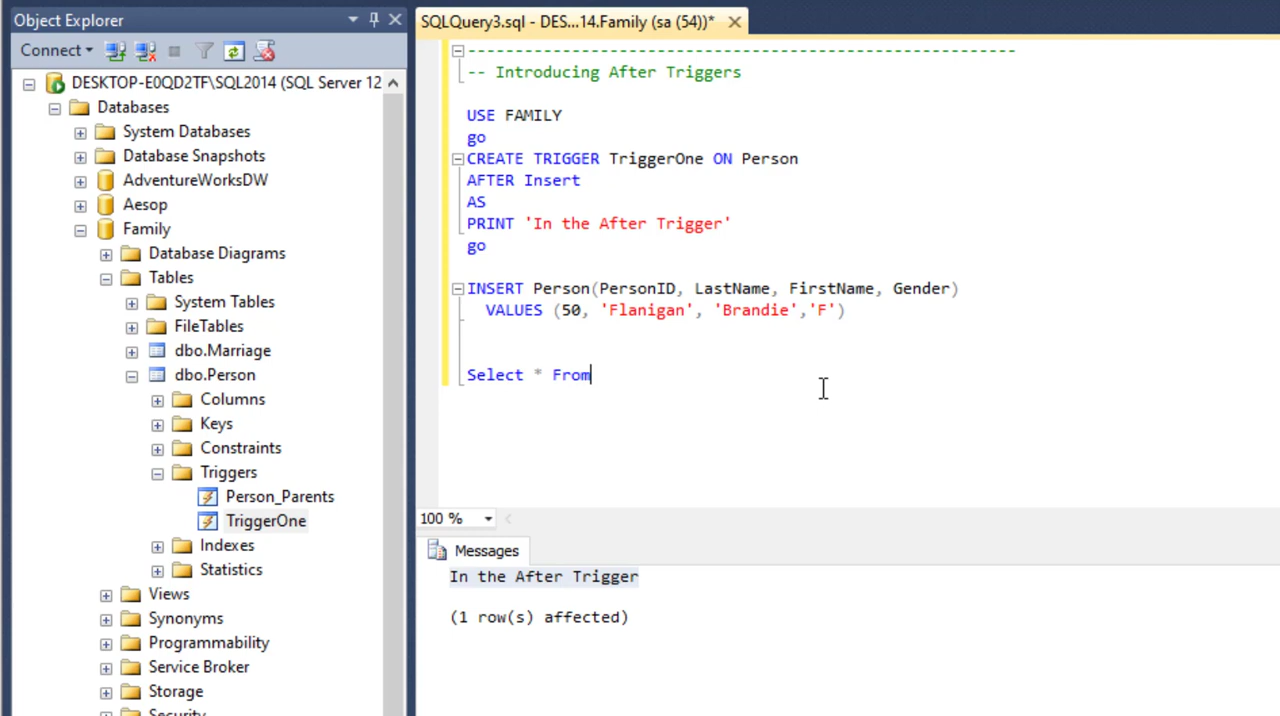 Object Explorer
Connect
DESKTOP-E0QD2TF\SQL2014 (SQL Server 12
Databases
System Databases
Database Snapshots
AdventureWorksDW
Aesop
Family
Database Diagrams
Tables
System Tables
FileTables
dbo.Marriage
dbo.Person
Columns
Keys
Constraints
Triggers
Person_Parents
TriggerOne
Indexes
Statistics
Views
Synonyms
Programmability
Service Broker
Storage
Security
SQLQuery3.sql - DES...14.Family (sa (54))*
----------------------------------------------------------
-- Introducing After Triggers
USE FAMILY
go
CREATE TRIGGER TriggerOne ON Person
AFTER Insert
AS
PRINT 'In the After Trigger'
go
INSERT Person(PersonID, LastName, FirstName, Gender)
VALUES (50, 'Flanigan', 'Brandie','F')
Select * From
100 %
Messages
In the After Trigger
(1 row(s) affected)